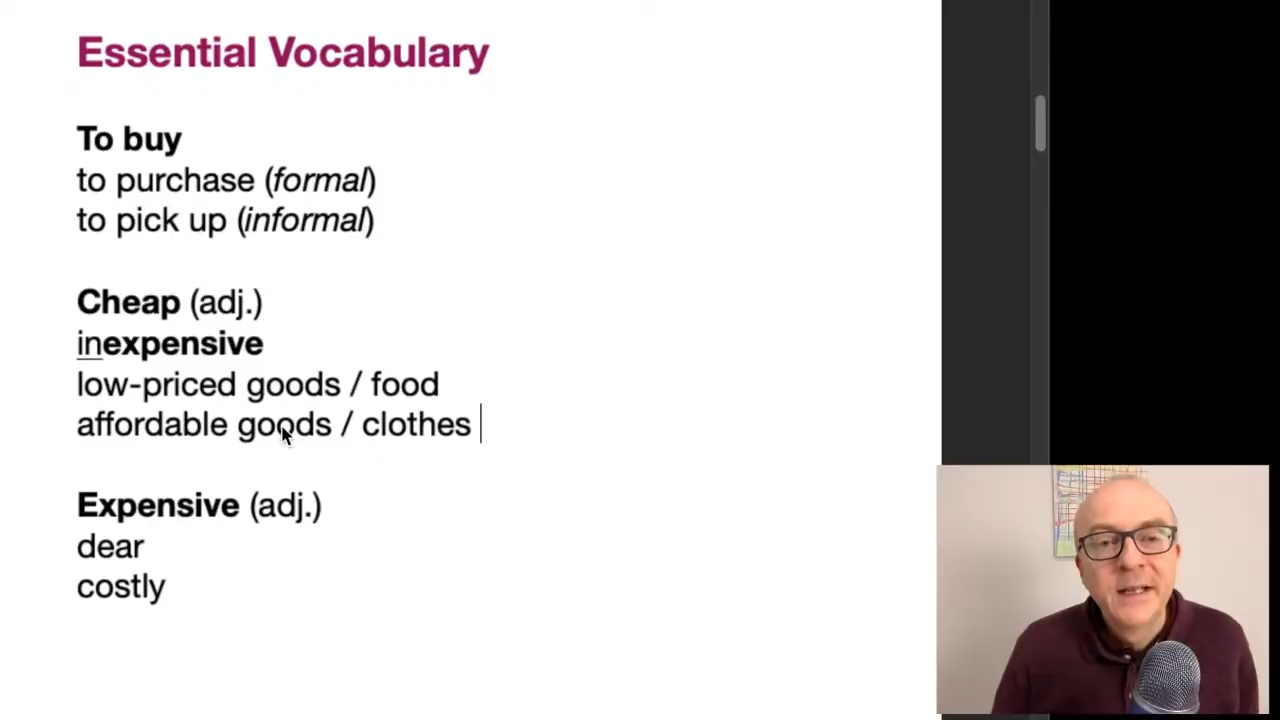 Essential Vocabulary
To buy
to purchase (formal)
to pick up (informal)
Cheap (adj.)
inexpensive
low-priced goods / food
affordable goods / clothes
Expensive (adj.)
dear
costly